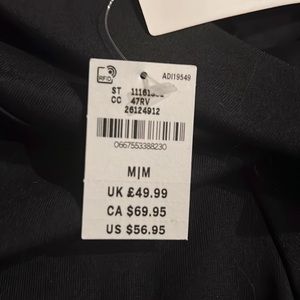 RFID
ADI19549
ST
CC 47RV
26124912
0667553388230
M|M
UK £49.99
CA $69.95
US $56.95